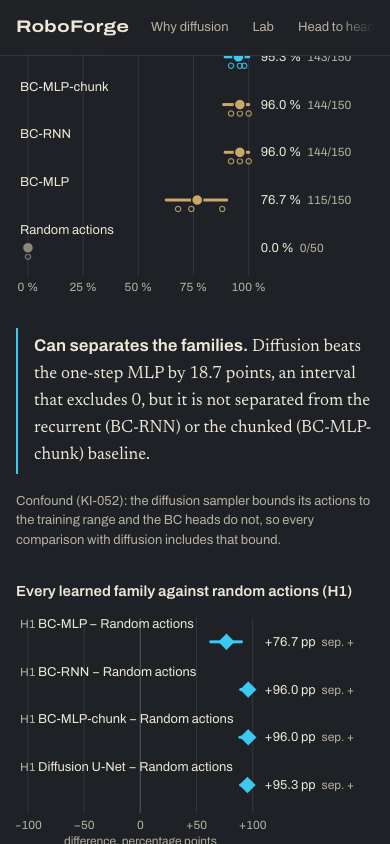 RoboForge Why diffusion Lab Head to head
95.3 % 143/150
BC-MLP-chunk
96.0 % 144/150
BC-RNN
96.0 % 144/150
BC-MLP
76.7 % 115/150
Random actions
0.0 % 0/50
0 % 25 % 50 % 75 % 100 %
Can separates the families. Diffusion beats
the one-step MLP by 18.7 points, an interval
that excludes 0, but it is not separated from the
recurrent (BC-RNN) or the chunked (BC-MLP-
chunk) baseline.
Confound (KI-052): the diffusion sampler bounds its actions to
the training range and the BC heads do not, so every
comparison with diffusion includes that bound.
Every learned family against random actions (H1)
H1 BC-MLP – Random actions
+76.7 pp sep. +
H1 BC-RNN – Random actions
+96.0 pp sep. +
H1 BC-MLP-chunk – Random actions
+96.0 pp sep. +
H1 Diffusion U-Net – Random actions
+95.3 pp sep. +
−100 −50 0 +50 +100
difference, percentage points